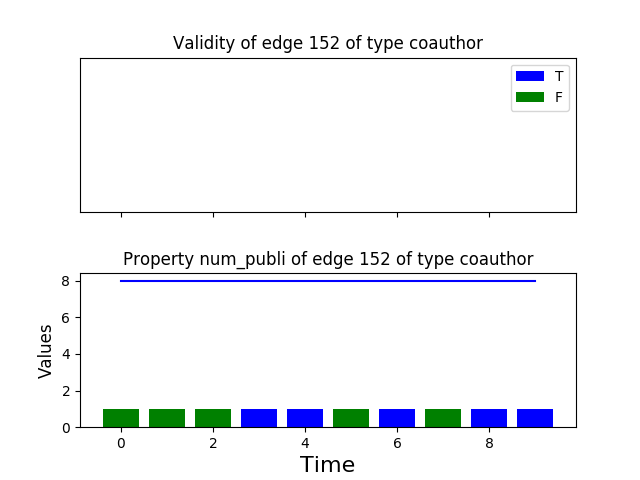 Validity of edge 152 of type coauthor
T
F
Property num_publi of edge 152 of type coauthor
8
6
4
2
0
Values
0 2 4 6 8
Time